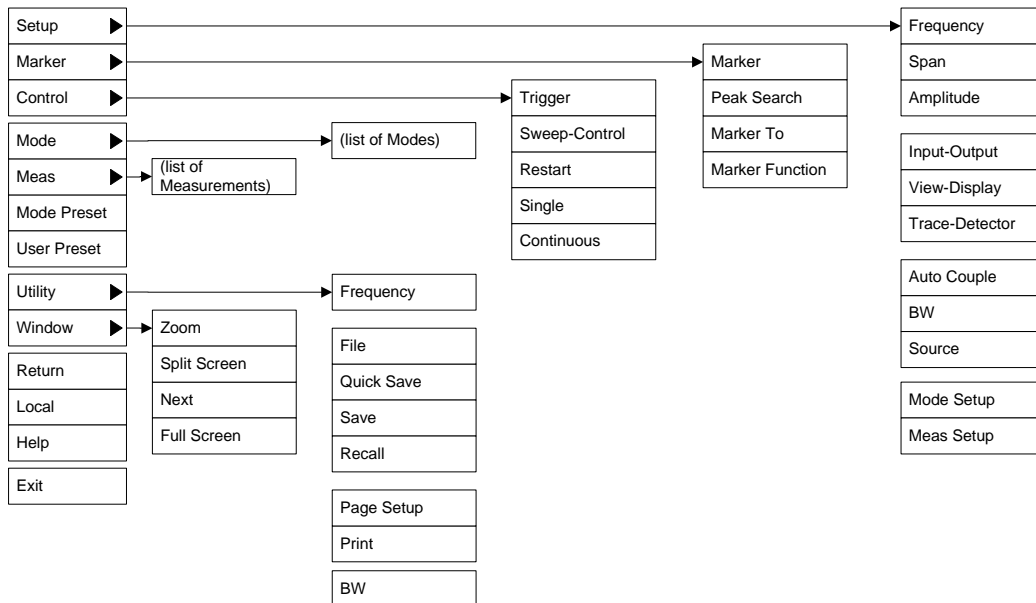 Setup
Marker
Control
Mode
Meas
Mode Preset
User Preset
Utility
Window
Return
Local
Help
Exit
(list of
Measurements)
Zoom
Split Screen
Next
Full Screen
(list of Modes)
Frequency
File
Quick Save
Save
Recall
Page Setup
Print
BW
Trigger
Sweep-Control
Restart
Single
Continuous
Marker
Peak Search
Marker To
Marker Function
Frequency
Span
Amplitude
Input-Output
View-Display
Trace-Detector
Auto Couple
BW
Source
Mode Setup
Meas Setup